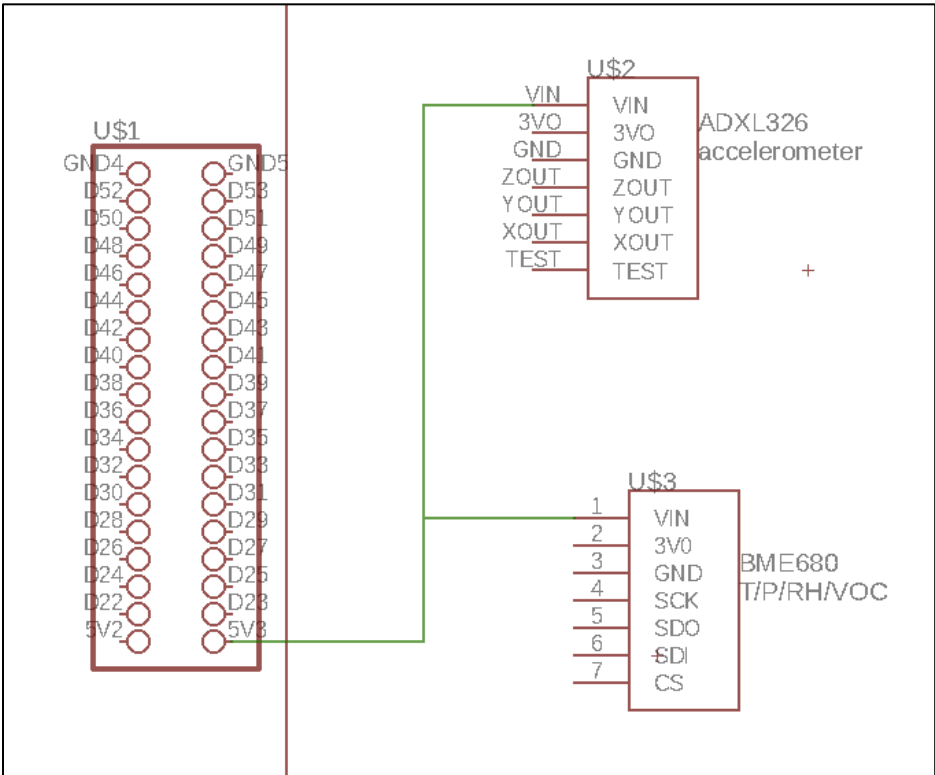 U$1
GND4 GND5
D52 D53
D50 D51
D48 D49
D46 D47
D44 D45
D42 D43
D40 D41
D38 D39
D36 D37
D34 D35
D32 D33
D30 D31
D28 D29
D26 D27
D24 D25
D22 D23
5V2 5V3
U$2
VIN VIN
3VO 3VO
GND GND
ZOUT ZOUT
YOUT YOUT
XOUT XOUT
TEST TEST
ADXL326
accelerometer
U$3
1 VIN
2 3V0
3 GND
4 SCK
5 SDO
6 SDI
7 CS
BME680
T/P/RH/VOC